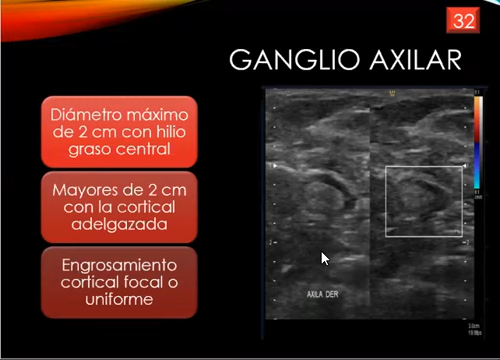 32
GANGLIO AXILAR
Diámetro máximo
de 2 cm con hilio
graso central
Mayores de 2 cm
con la cortical
adelgazada
Engrosamiento
cortical focal o
uniforme
AXILA DER